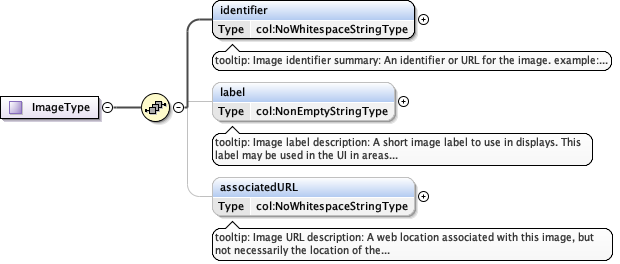 identifier
Type col:NoWhitespaceStringType
tooltip: Image identifier summary: An identifier or URL for the image. example:...
ImageType
label
Type col:NonEmptyStringType
tooltip: Image label description: A short image label to use in displays. This
label may be used in the UI in areas...
associatedURL
Type col:NoWhitespaceStringType
tooltip: Image URL description: A web location associated with this image, but
not necessarily the location of the...